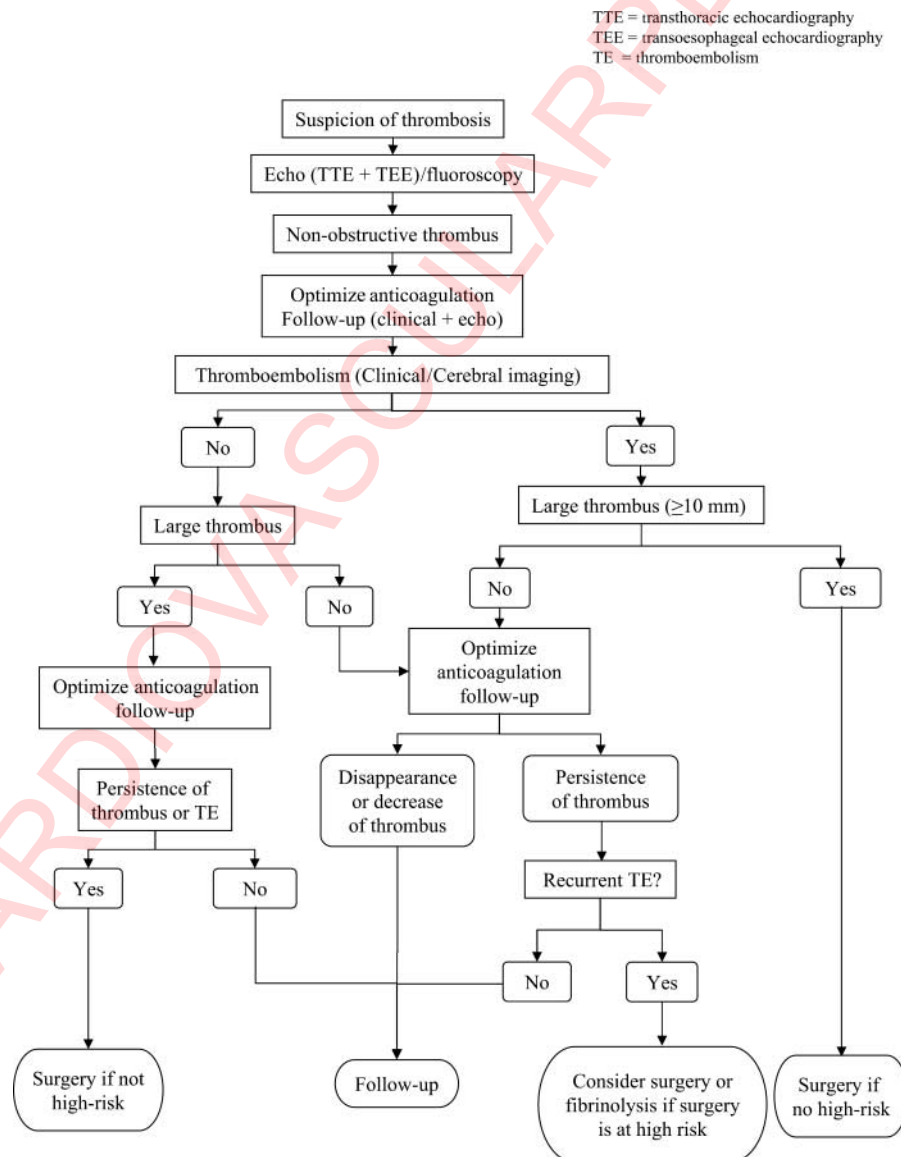 TTE = transthoracic echocardiography
TEE = transoesophageal echocardiography
TE = thromboembolism
Suspicion of thrombosis
Echo (TTE + TEE)/fluoroscopy
Non-obstructive thrombus
Optimize anticoagulation
Follow-up (clinical + echo)
Thromboembolism (Clinical/Cerebral imaging)
No
Yes
Large thrombus
Large thrombus (≥10 mm)
Yes
No
No
Yes
Optimize anticoagulation
follow-up
Optimize
anticoagulation
follow-up
Persistence of
thrombus or TE
Disappearance
or decrease
of thrombus
Persistence
of thrombus
Yes
No
Recurrent TE?
No
Yes
Surgery if not
high-risk
Follow-up
Consider surgery or
fibrinolysis if surgery
is at high risk
Surgery if
no high-risk
ARDIOVASCULARP